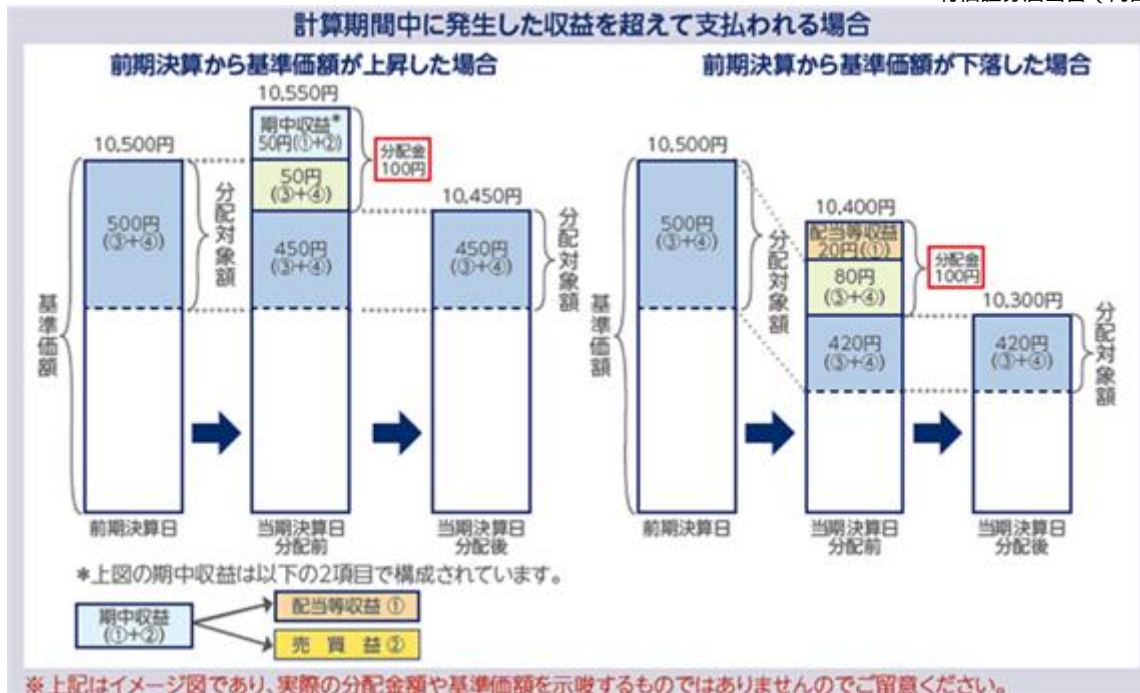 計算期間中に発生した収益を超えて支払われる場合
前期決算から基準価額が上昇した場合
10,500円
500円
(③+④)
分配対象額
基準価額
10,550円
期中収益*
50円(①+②)
50円
(③+④)
450円
(③+④)
分配金
100円
10,450円
450円
(③+④)
分配対象額
前期決算日
当期決算日
分配前
当期決算日
分配後
前期決算から基準価額が下落した場合
10,500円
500円
(③+④)
分配対象額
基準価額
10,400円
配当等収益
20円(①)
80円
(③+④)
420円
(③+④)
分配金
100円
10,300円
420円
(③+④)
分配対象額
前期決算日
当期決算日
分配前
当期決算日
分配後
*上図の期中収益は以下の2項目で構成されています。
期中収益
(①+②)
配当等収益 ①
売 買 益 ②
※上記はイメージ図であり、実際の分配金額や基準価額を示唆するものではありませんのでご留意ください。